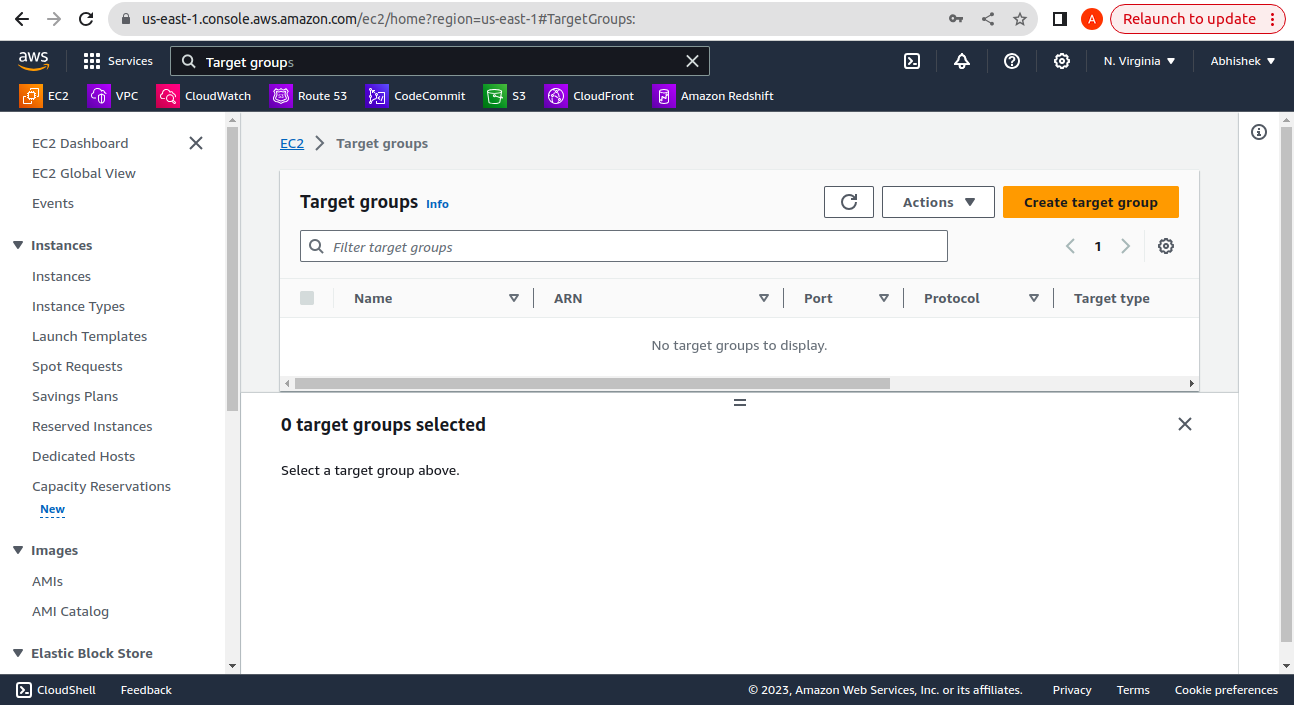 us-east-1.console.aws.amazon.com/ec2/home?region=us-east-1#TargetGroups:
A
Relaunch to update
aws
Services
Target groups
N. Virginia
Abhishek
EC2
VPC
CloudWatch
Route 53
CodeCommit
S3
CloudFront
Amazon Redshift
EC2 Dashboard
EC2 Global View
Events
Instances
Instances
Instance Types
Launch Templates
Spot Requests
Savings Plans
Reserved Instances
Dedicated Hosts
Capacity Reservations
New
Images
AMIs
AMI Catalog
Elastic Block Store
EC2 Target groups
Target groups Info
Actions
Create target group
Filter target groups
1
Name ARN Port Protocol Target type
No target groups to display.
0 target groups selected
Select a target group above.
CloudShell Feedback
© 2023, Amazon Web Services, Inc. or its affiliates. Privacy Terms Cookie preferences